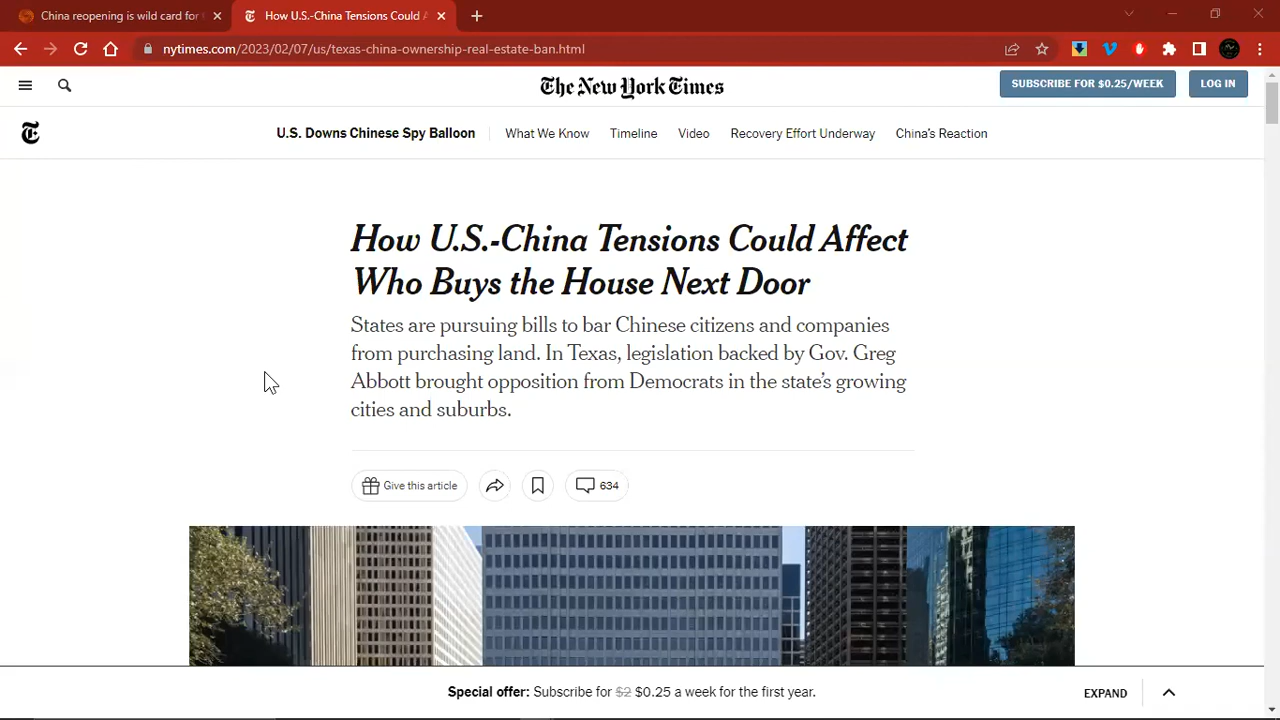 China reopening is wild card for
How U.S.-China Tensions Could A
nytimes.com/2023/02/07/us/texas-china-ownership-real-estate-ban.html
The New York Times
SUBSCRIBE FOR $0.25/WEEK
LOG IN
U.S. Downs Chinese Spy Balloon
What We Know
Timeline
Video
Recovery Effort Underway
China's Reaction
How U.S.-China Tensions Could Affect
Who Buys the House Next Door
States are pursuing bills to bar Chinese citizens and companies
from purchasing land. In Texas, legislation backed by Gov. Greg
Abbott brought opposition from Democrats in the state's growing
cities and suburbs.
Give this article
634
Special offer: Subscribe for $2 $0.25 a week for the first year.
EXPAND